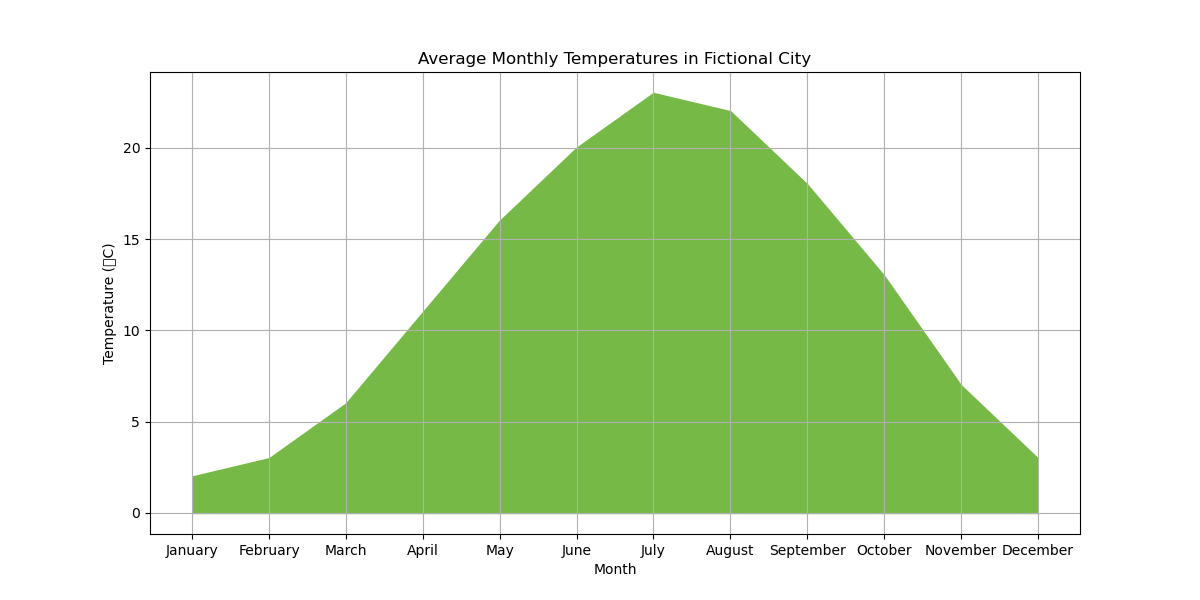 Average Monthly Temperatures in Fictional City
Temperature (▯C)
20
15
10
5
0
January February March April May June July August September October November December
Month